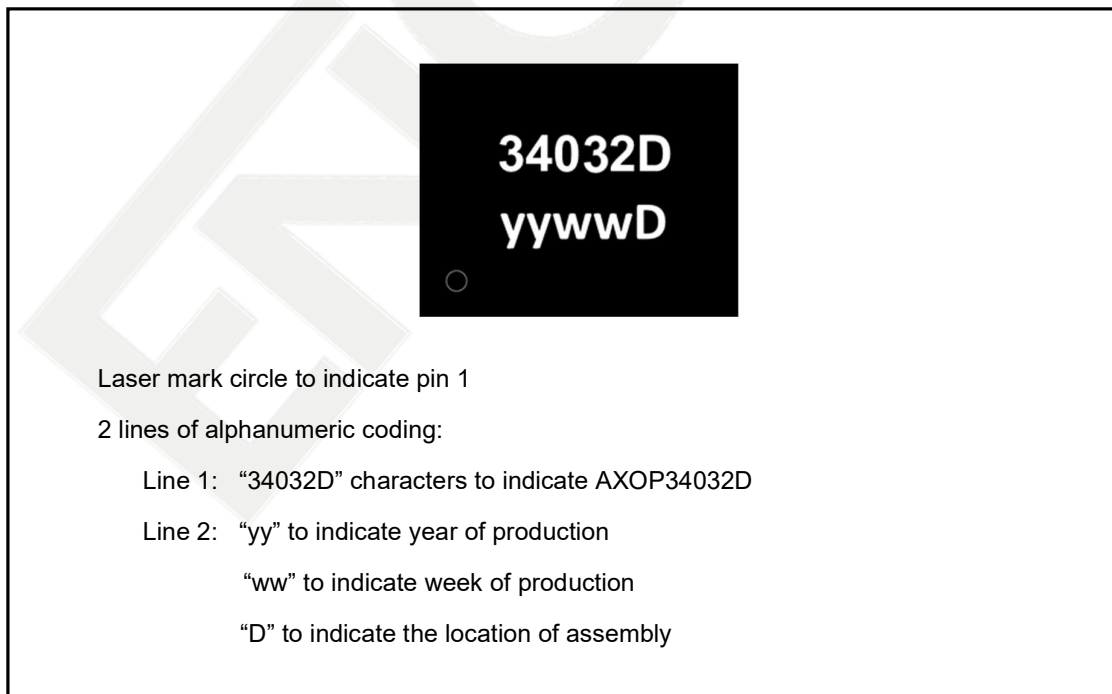 34032D
yywwD
Laser mark circle to indicate pin 1
2 lines of alphanumeric coding:
Line 1: “34032D” characters to indicate AXOP34032D
Line 2: “yy” to indicate year of production
“ww” to indicate week of production
“D” to indicate the location of assembly